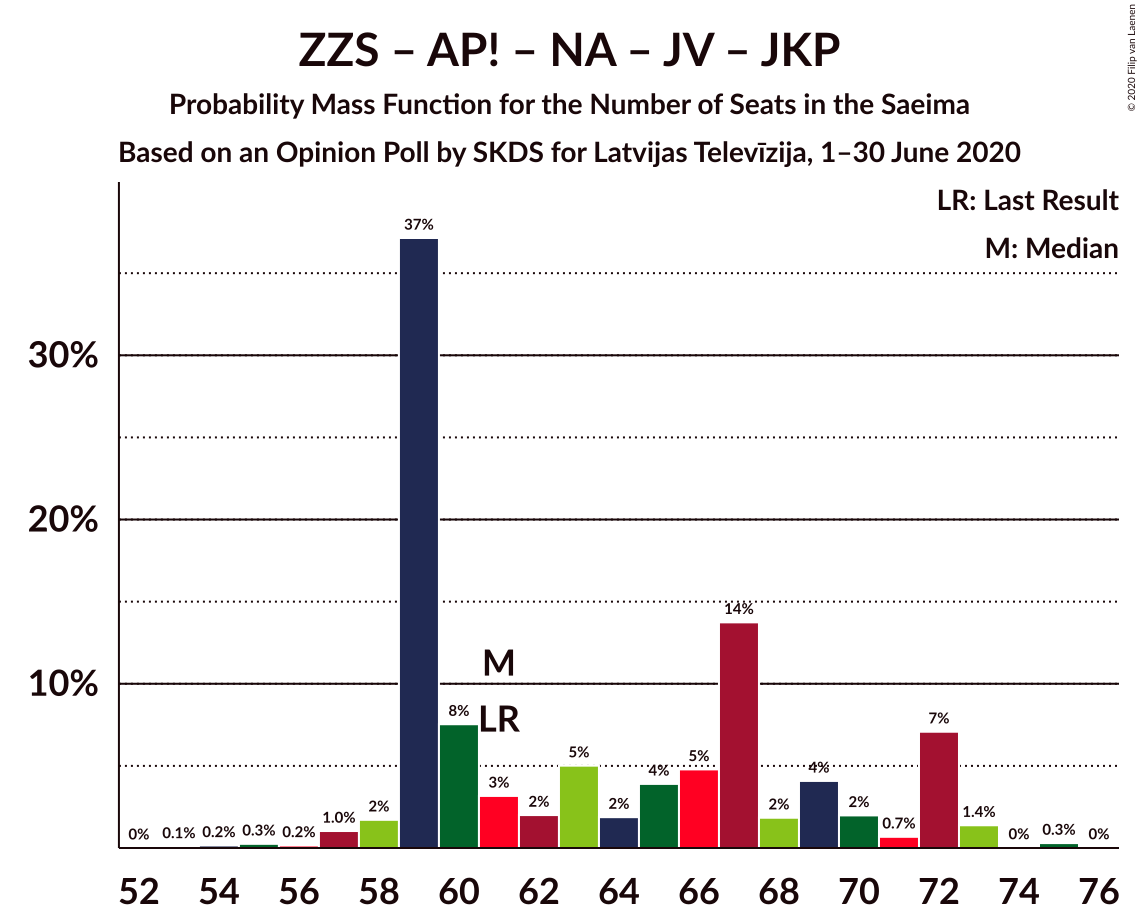 ZZS – AP! – NA – JV – JKP
Probability Mass Function for the Number of Seats in the Saeima
Based on an Opinion Poll by SKDS for Latvijas Televīzija, 1–30 June 2020
© 2020 Filip van Laenen
LR: Last Result
M: Median
30%
20%
10%
0% 0.1% 0.2% 0.3% 0.2% 1.0% 2% 37% 8% 3% 2% 5% 2% 4% 5% 14% 2% 4% 2% 0.7% 7% 1.4% 0% 0.3% 0%
M
LR
52 54 56 58 60 62 64 66 68 70 72 74 76